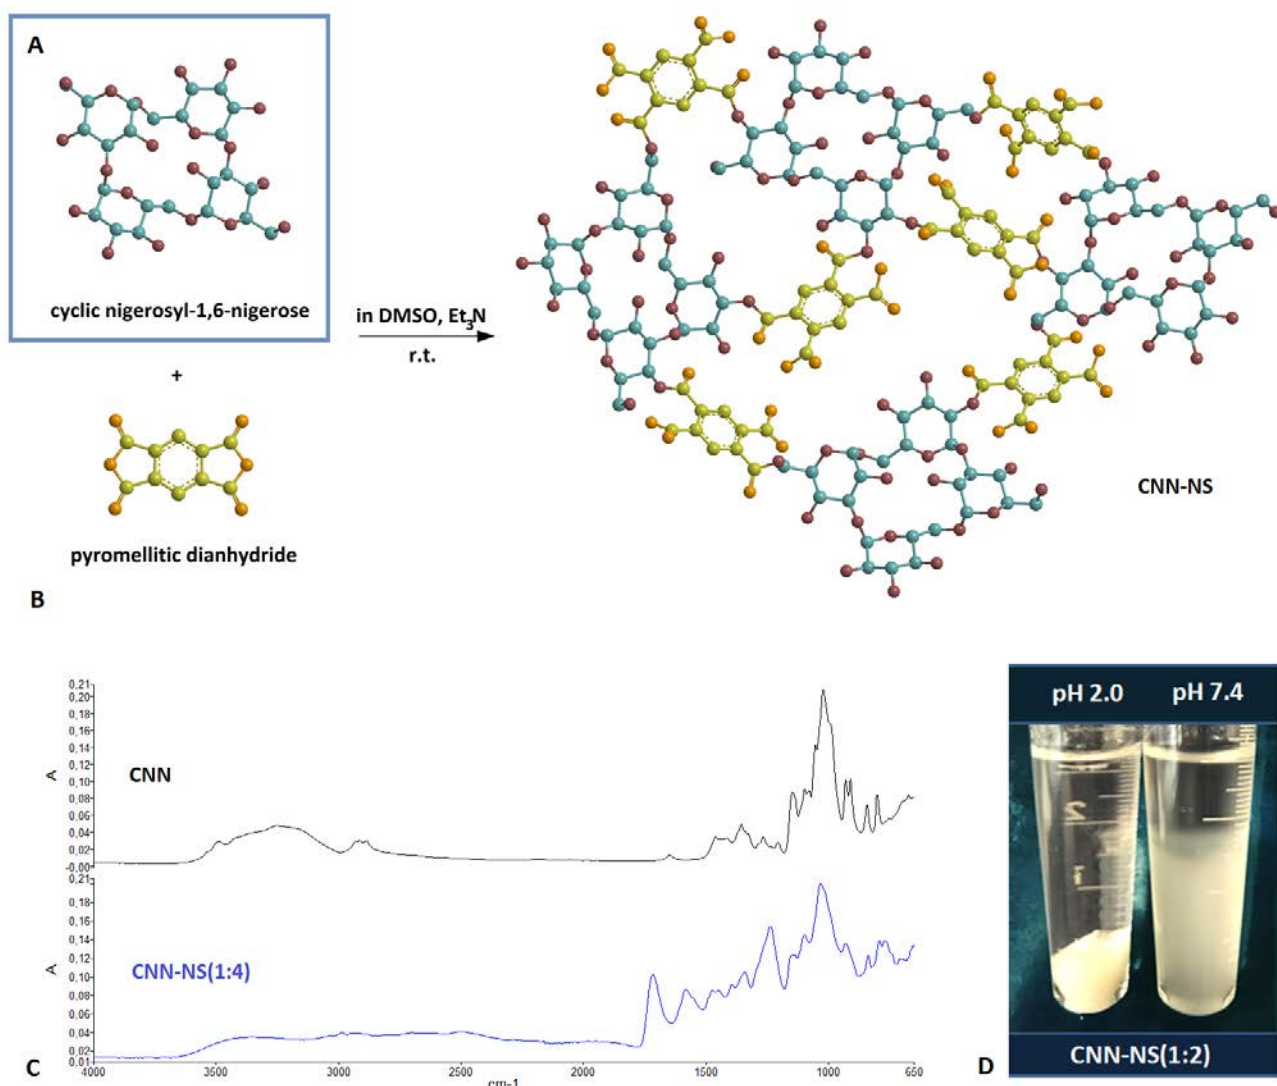 A
cyclic nigerosyl-1,6-nigerose
+
pyromellitic dianhydride
in DMSO, Et3N
r.t.
CNN-NS
B
0,21
0,20
0,18
0,16
0,14
0,12
A
0,10
0,08
0,06
0,04
0,02
-0,00
CNN
0,21
0,20
0,18
0,16
0,14
0,12
A
0,10
0,08
0,06
0,04
0,02
0,01
CNN-NS(1:4)
4000 3500 3000 2500 2000 1500 1000 650
cm-1
C
pH 2.0 pH 7.4
2
1
CNN-NS(1:2)
D